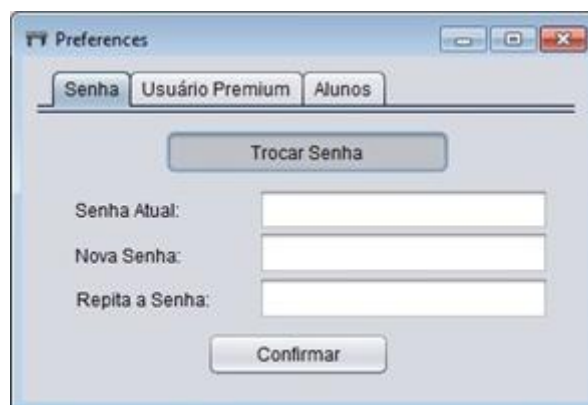 Preferences
Senha Usuário Premium Alunos
Trocar Senha
Senha Atual:
Nova Senha:
Repita a Senha:
Confirmar